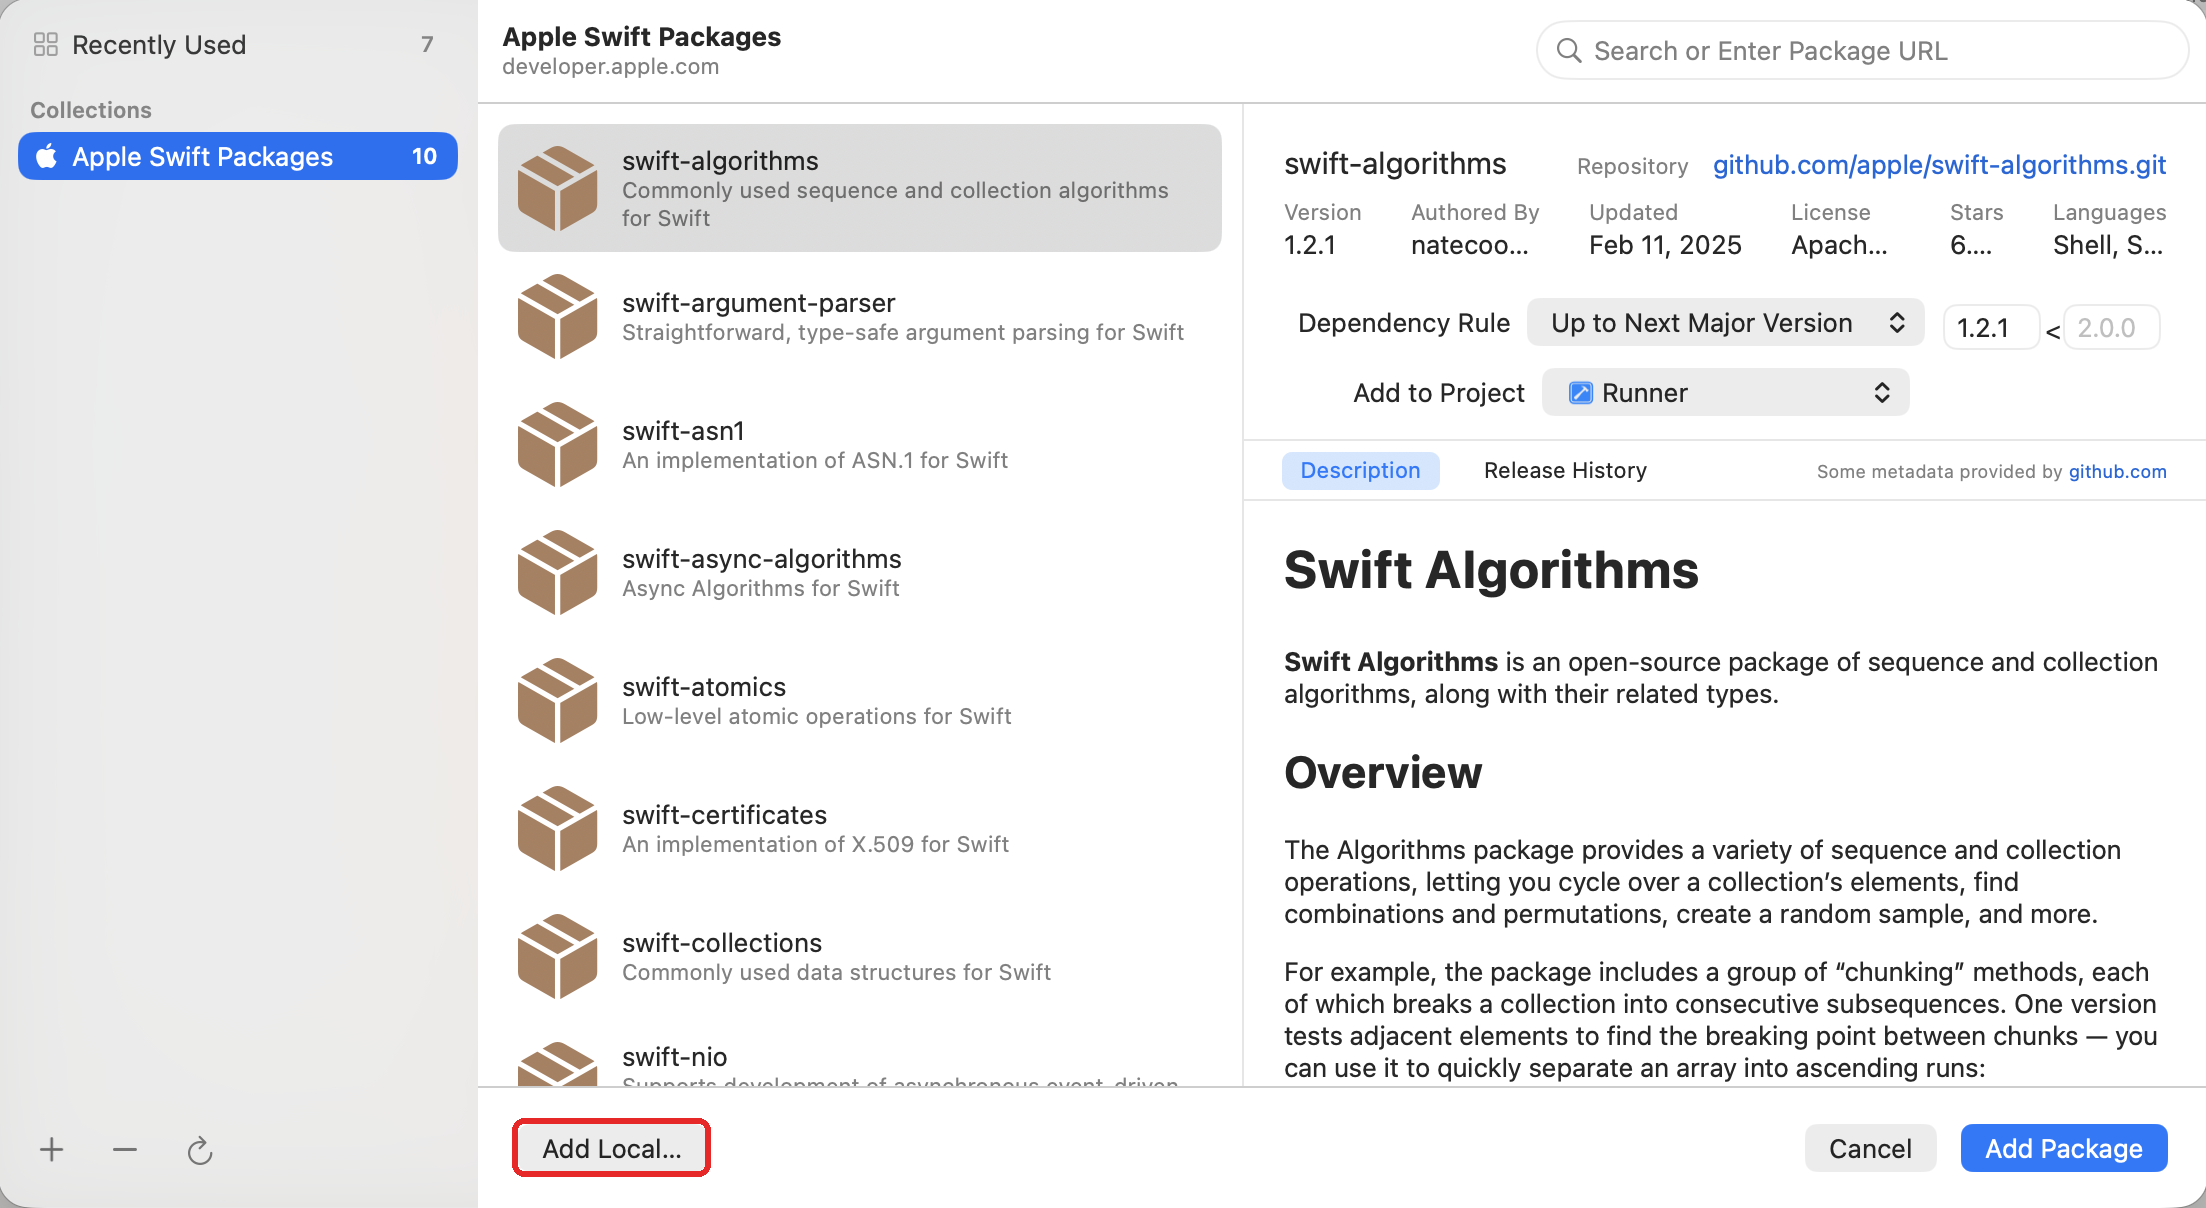 Recently Used 7
Collections
Apple Swift Packages 10
Apple Swift Packages
developer.apple.com
Search or Enter Package URL
swift-algorithms
Commonly used sequence and collection algorithms
for Swift
swift-argument-parser
Straightforward, type-safe argument parsing for Swift
swift-asn1
An implementation of ASN.1 for Swift
swift-async-algorithms
Async Algorithms for Swift
swift-atomics
Low-level atomic operations for Swift
swift-certificates
An implementation of X.509 for Swift
swift-collections
Commonly used data structures for Swift
swift-nio
Supports development of asynchronous event-driven
swift-algorithms
Repository github.com/apple/swift-algorithms.git
Version Authored By Updated License Stars Languages
1.2.1 natecoo... Feb 11, 2025 Apach... 6.... Shell, S...
Dependency Rule Up to Next Major Version 1.2.1 < 2.0.0
Add to Project Runner
Description Release History Some metadata provided by github.com
Swift Algorithms
Swift Algorithms is an open-source package of sequence and collection
algorithms, along with their related types.
Overview
The Algorithms package provides a variety of sequence and collection
operations, letting you cycle over a collection’s elements, find
combinations and permutations, create a random sample, and more.
For example, the package includes a group of “chunking” methods, each
of which breaks a collection into consecutive subsequences. One version
tests adjacent elements to find the breaking point between chunks — you
can use it to quickly separate an array into ascending runs:
Add Local...
Cancel
Add Package